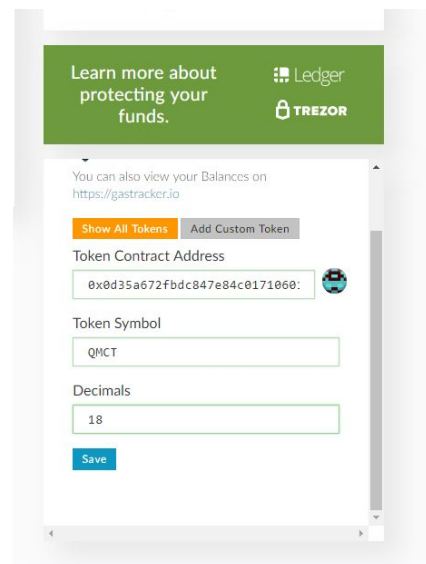 Learn more about
protecting your
funds.
Ledger
TREZOR
You can also view your Balances on
https://gastracker.io
Show All Tokens
Add Custom Token
Token Contract Address
0x0d35a672fbdc847e84c0171060:
Token Symbol
QMCT
Decimals
18
Save